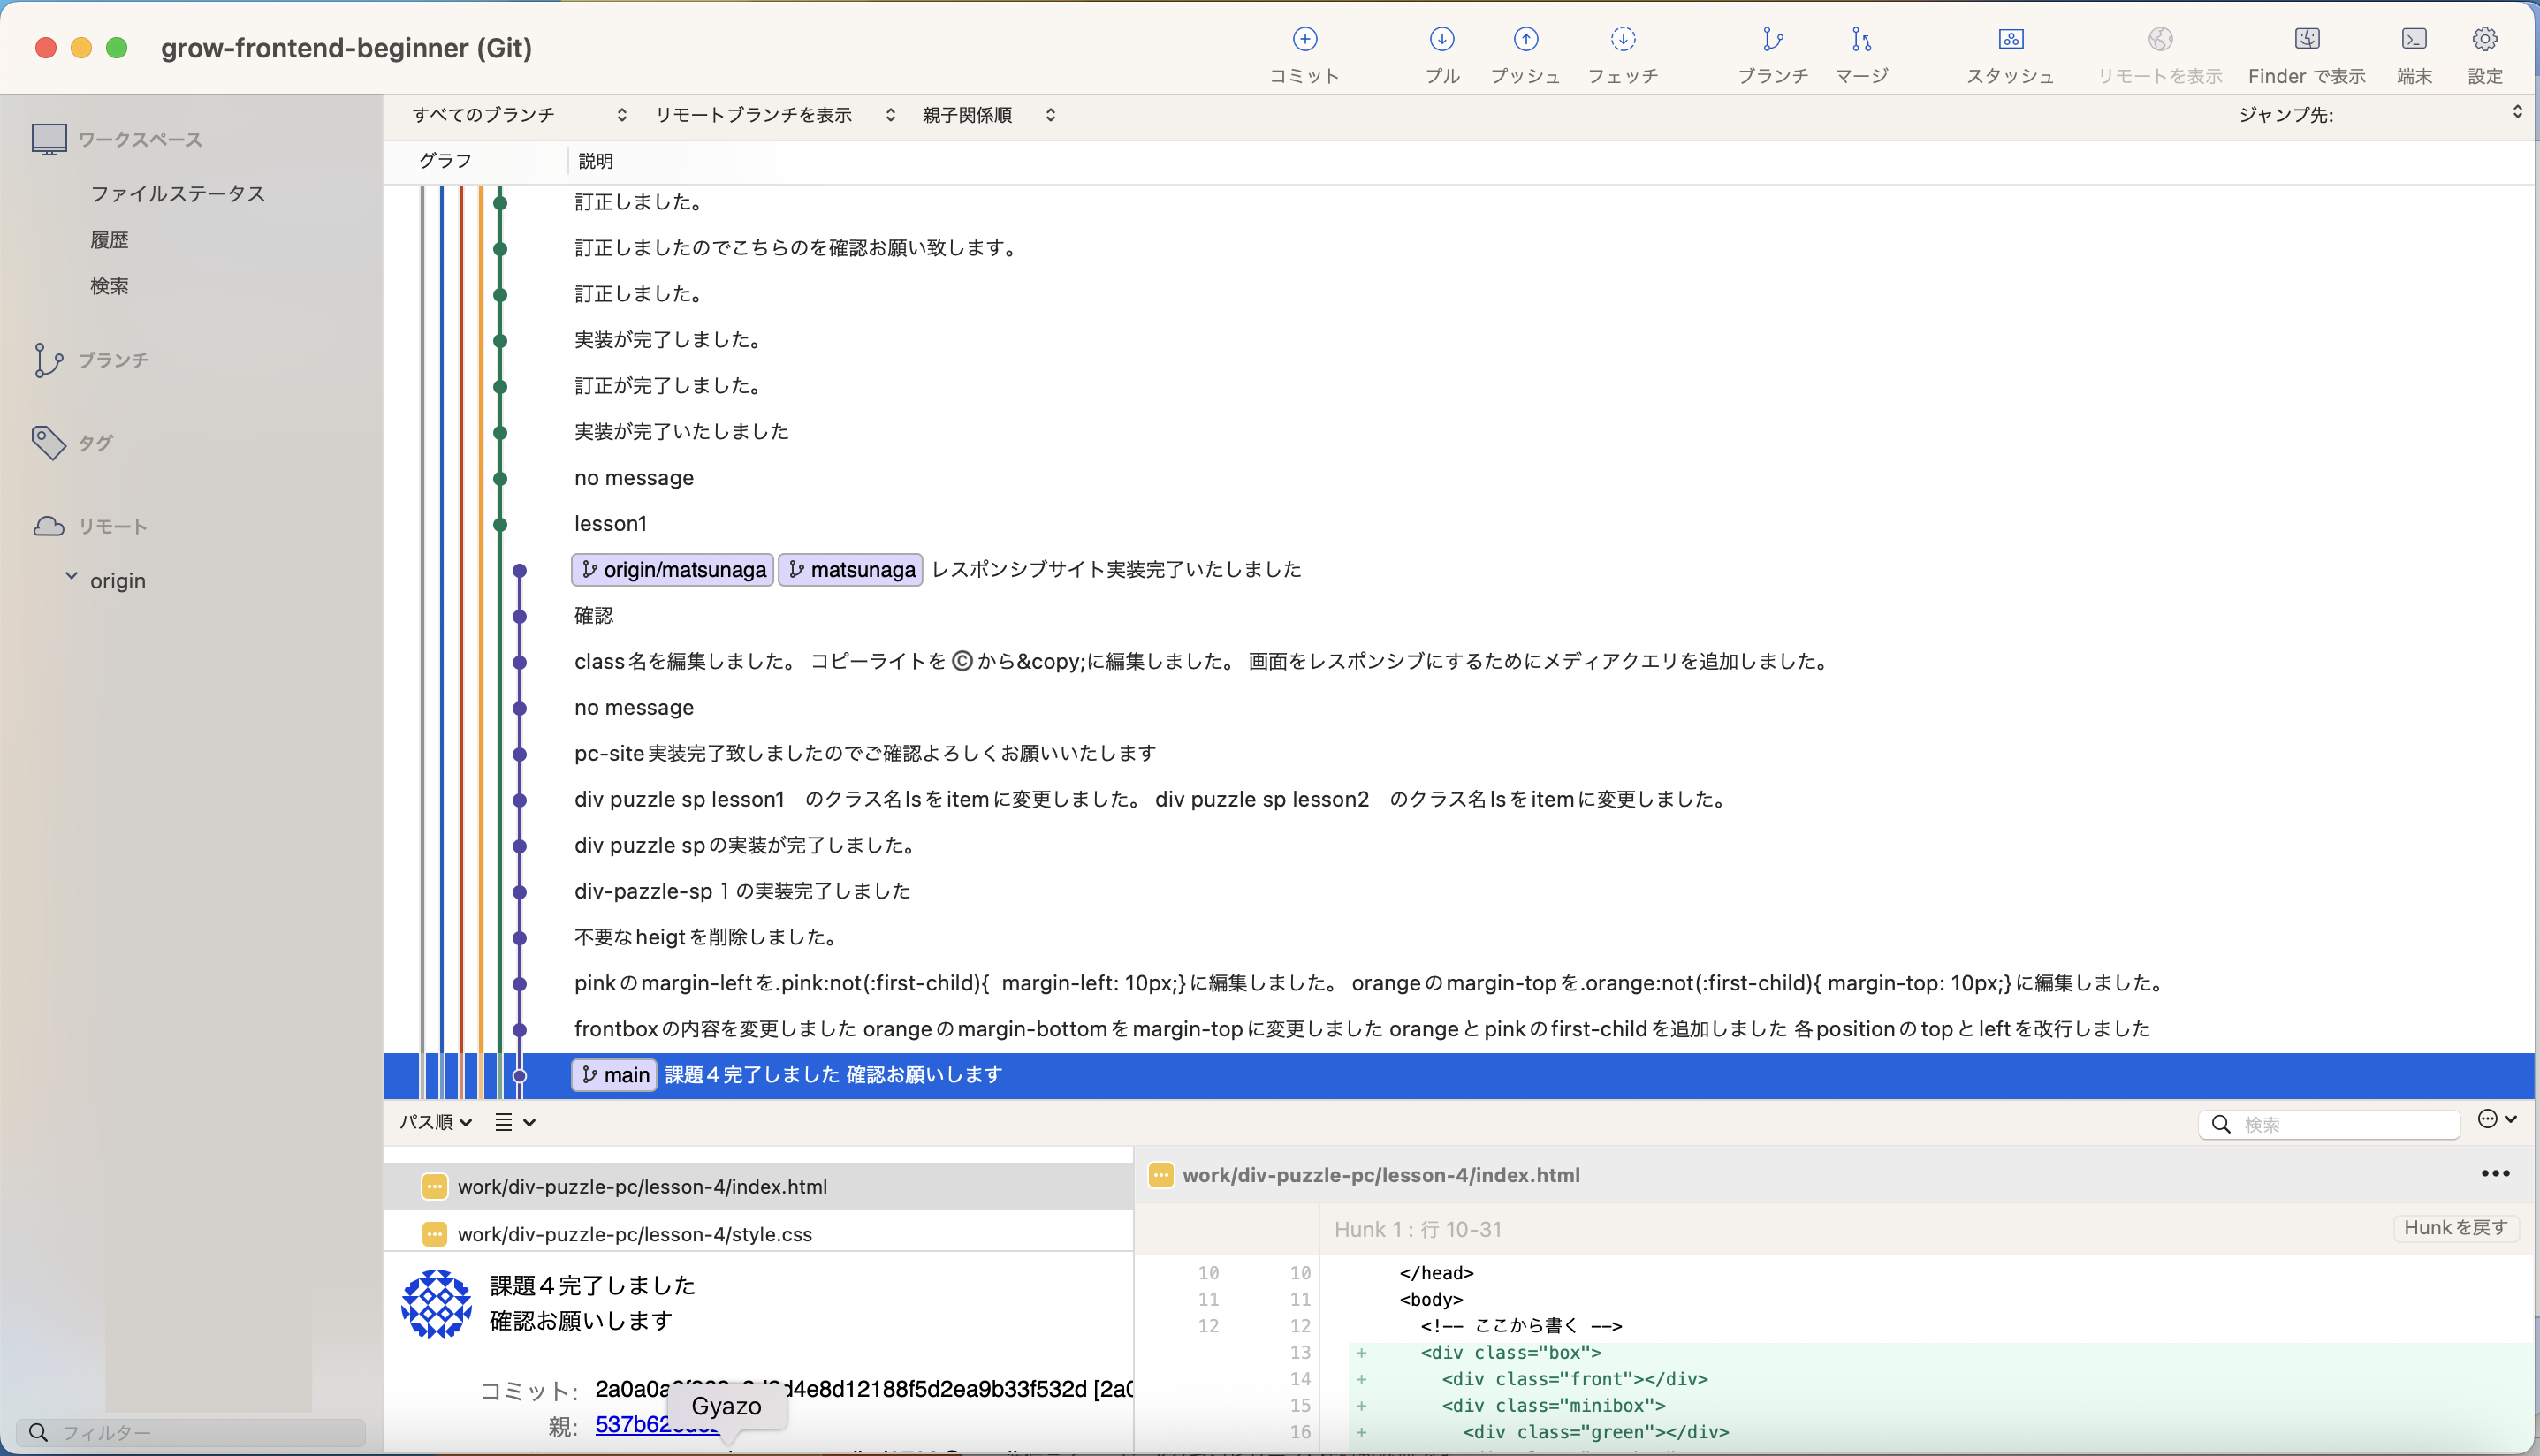 grow-frontend-beginner (Git)
コミット
プル
プッシュ
フェッチ
ブランチ
マージ
スタッシュ
リモートを表示
Finder で表示
端末
設定
ワークスペース
ファイルステータス
履歴
検索
ブランチ
タグ
リモート
origin
フィルター
すべてのブランチ
リモートブランチを表示
親子関係順
ジャンプ先:
グラフ
説明
訂正しました。
訂正しましたのでこちらのを確認お願い致します。
訂正しました。
実装が完了しました。
訂正が完了しました。
実装が完了いたしました
no message
lesson1
origin/matsunaga matsunaga レスポンシブサイト実装完了いたしました
確認
class名を編集しました。 コピーライトを©から&copy;に編集しました。 画面をレスポンシブにするためにメディアクエリを追加しました。
no message
pc-site実装完了致しましたのでご確認よろしくお願いいたします
div puzzle sp lesson1　のクラス名lsをitemに変更しました。 div puzzle sp lesson2　のクラス名lsをitemに変更しました。
div puzzle spの実装が完了しました。
div-pazzle-sp１の実装完了しました
不要なheigtを削除しました。
pinkのmargin-leftを.pink:not(:first-child){  margin-left: 10px;}に編集しました。 orangeのmargin-topを.orange:not(:first-child){ margin-top: 10px;}に編集しました。
frontboxの内容を変更しました orangeのmargin-bottomをmargin-topに変更しました orangeとpinkのfirst-childを追加しました 各positionのtopとleftを改行しました
main 課題４完了しました 確認お願いします
パス順
検索
work/div-puzzle-pc/lesson-4/index.html
work/div-puzzle-pc/lesson-4/style.css
課題４完了しました
確認お願いします
コミット:
親:
Gyazo
work/div-puzzle-pc/lesson-4/index.html
Hunk 1 : 行 10-31
Hunkを戻す
10 10 </head>
11 11 <body>
12 12 <!-- ここから書く -->
13 + <div class="box">
14 + <div class="front"></div>
15 + <div class="minibox">
16 + <div class="green"></div>